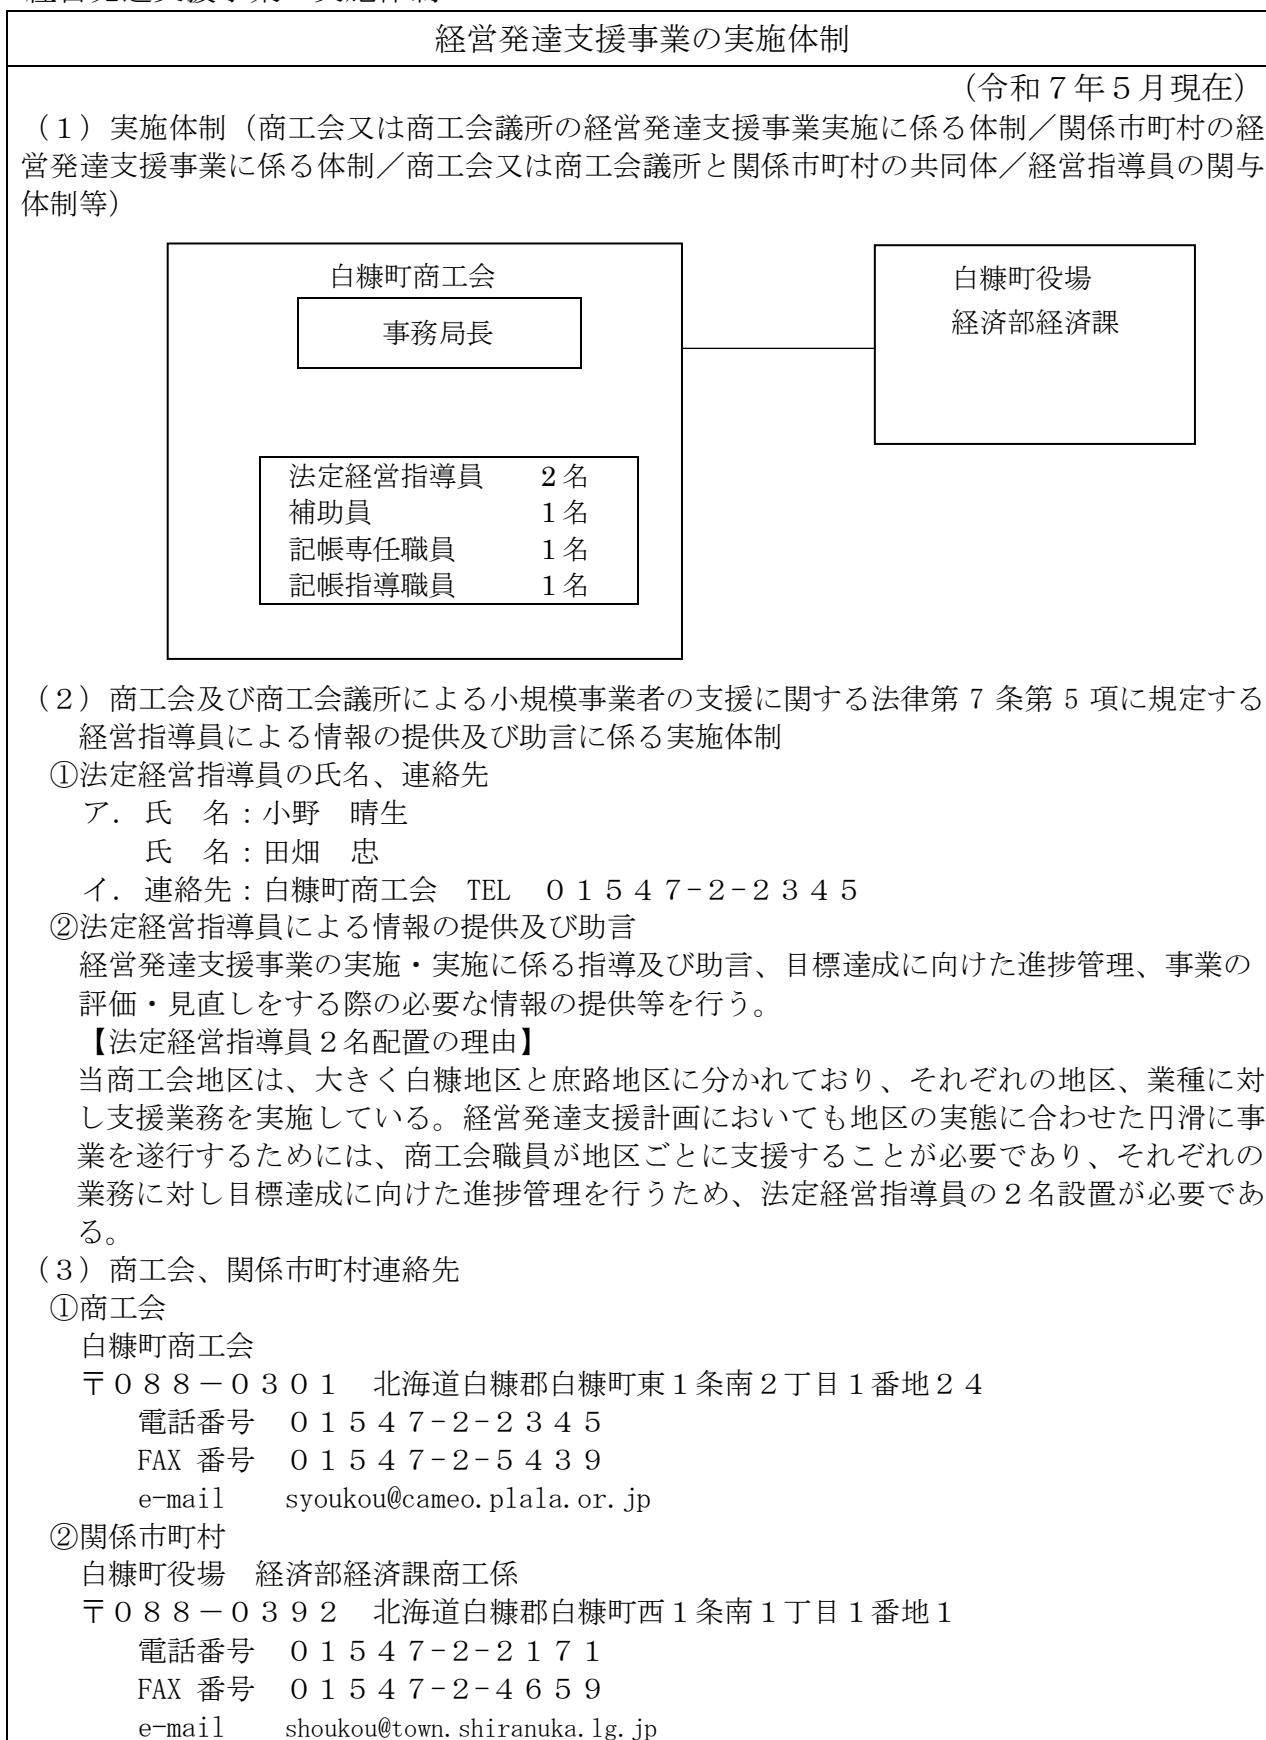 経営発達支援事業の実施体制
（令和７年５月現在）
（１）実施体制（商工会又は商工会議所の経営発達支援事業実施に係る体制／関係市町村の経
営発達支援事業に係る体制／商工会又は商工会議所と関係市町村の共同体／経営指導員の関与
体制等）
白糠町商工会
事務局長
法定経営指導員　　２名
補助員　　１名
記帳専任職員　　１名
記帳指導職員　　１名
白糠町役場
経済部経済課
（２）商工会及び商工会議所による小規模事業者の支援に関する法律第 7 条第 5 項に規定する
経営指導員による情報の提供及び助言に係る実施体制
①法定経営指導員の氏名、連絡先
ア．氏　名：小野　晴生
氏　名：田畑　忠
イ．連絡先：白糠町商工会　TEL　０１５４７-２-２３４５
②法定経営指導員による情報の提供及び助言
経営発達支援事業の実施・実施に係る指導及び助言、目標達成に向けた進捗管理、事業の
評価・見直しをする際の必要な情報の提供等を行う。
【法定経営指導員２名配置の理由】
当商工会地区は、大きく白糠地区と庶路地区に分かれており、それぞれの地区、業種に対
し支援業務を実施している。経営発達支援計画においても地区の実態に合わせた円滑に事
業を遂行するためには、商工会職員が地区ごとに支援することが必要であり、それぞれの
業務に対し目標達成に向けた進捗管理を行うため、法定経営指導員の２名設置が必要であ
る。
（３）商工会、関係市町村連絡先
①商工会
白糠町商工会
〒０８８－０３０１　北海道白糠郡白糠町東１条南２丁目１番地２４
電話番号　０１５４７-２-２３４５
FAX 番号　０１５４７-２-５４３９
e-mail　syoukou@cameo.plala.or.jp
②関係市町村
白糠町役場　経済部経済課商工係
〒０８８－０３９２　北海道白糠郡白糠町西１条南１丁目１番地１
電話番号　０１５４７-２-２１７１
FAX 番号　０１５４７-２-４６５９
e-mail　shoukou@town.shiranuka.lg.jp